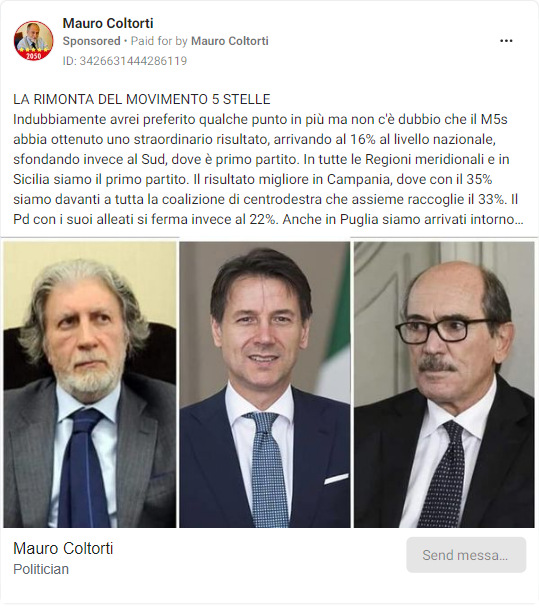 Mauro Coltorti
Sponsored • Paid for by Mauro Coltorti
ID: 3426631444286119
LA RIMONTA DEL MOVIMENTO 5 STELLE
Indubbiamente avrei preferito qualche punto in più ma non c'è dubbio che il M5s
abbia ottenuto uno straordinario risultato, arrivando al 16% al livello nazionale,
sfondando invece al Sud, dove è primo partito. In tutte le Regioni meridionali e in
Sicilia siamo il primo partito. Il risultato migliore in Campania, dove con il 35%
siamo davanti a tutta la coalizione di centrodestra che assieme raccoglie il 33%. Il
Pd con i suoi alleati si ferma invece al 22%. Anche in Puglia siamo arrivati intorno...
2050
Mauro Coltorti
Politician
Send messa...